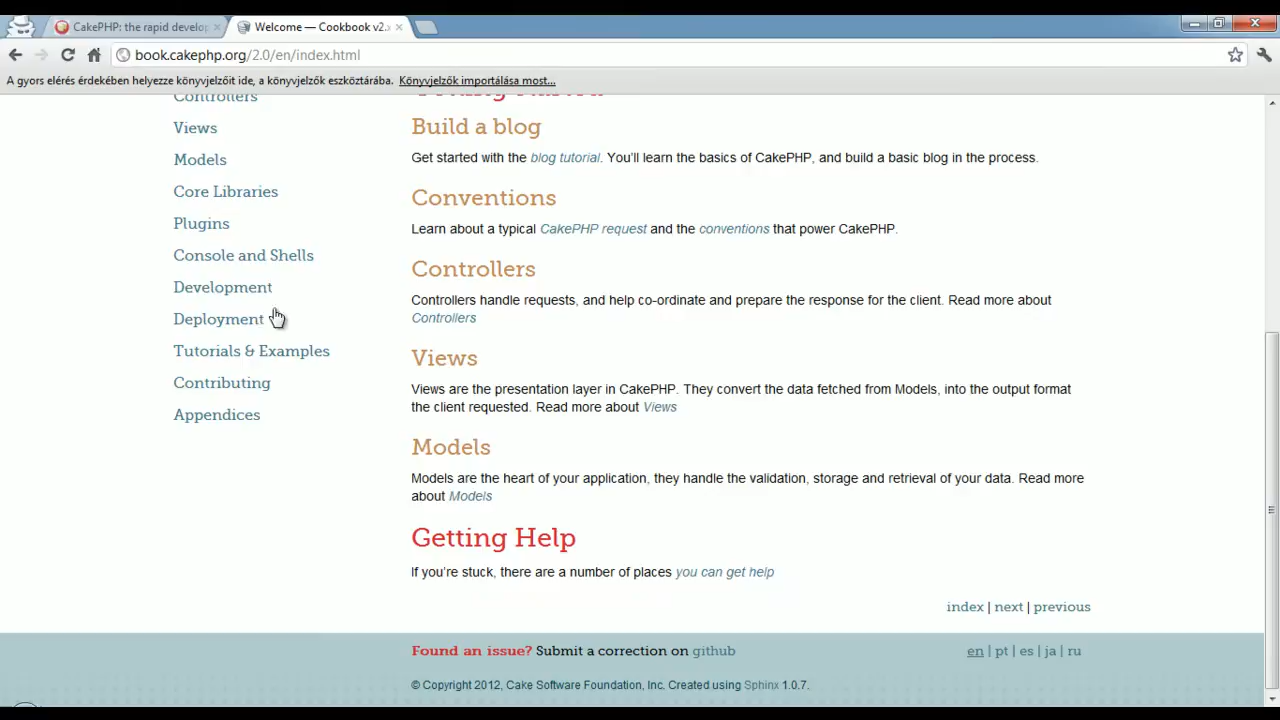 CakePHP: the rapid develop
Welcome — Cookbook v2.x
book.cakephp.org/2.0/en/index.html
A gyors elérés érdekében helyezze könyvjelzőit ide, a könyvjelzők eszköztárába. Könyvjelzők importálása most...
Controllers
Views
Models
Core Libraries
Plugins
Console and Shells
Development
Deployment
Tutorials & Examples
Contributing
Appendices
Getting Started
Build a blog
Get started with the blog tutorial. You'll learn the basics of CakePHP, and build a basic blog in the process.
Conventions
Learn about a typical CakePHP request and the conventions that power CakePHP.
Controllers
Controllers handle requests, and help co-ordinate and prepare the response for the client. Read more about
Controllers
Views
Views are the presentation layer in CakePHP. They convert the data fetched from Models, into the output format
the client requested. Read more about Views
Models
Models are the heart of your application, they handle the validation, storage and retrieval of your data. Read more
about Models
Getting Help
If you're stuck, there are a number of places you can get help
index | next | previous
Found an issue? Submit a correction on github
en | pt | es | ja | ru
© Copyright 2012, Cake Software Foundation, Inc. Created using Sphinx 1.0.7.